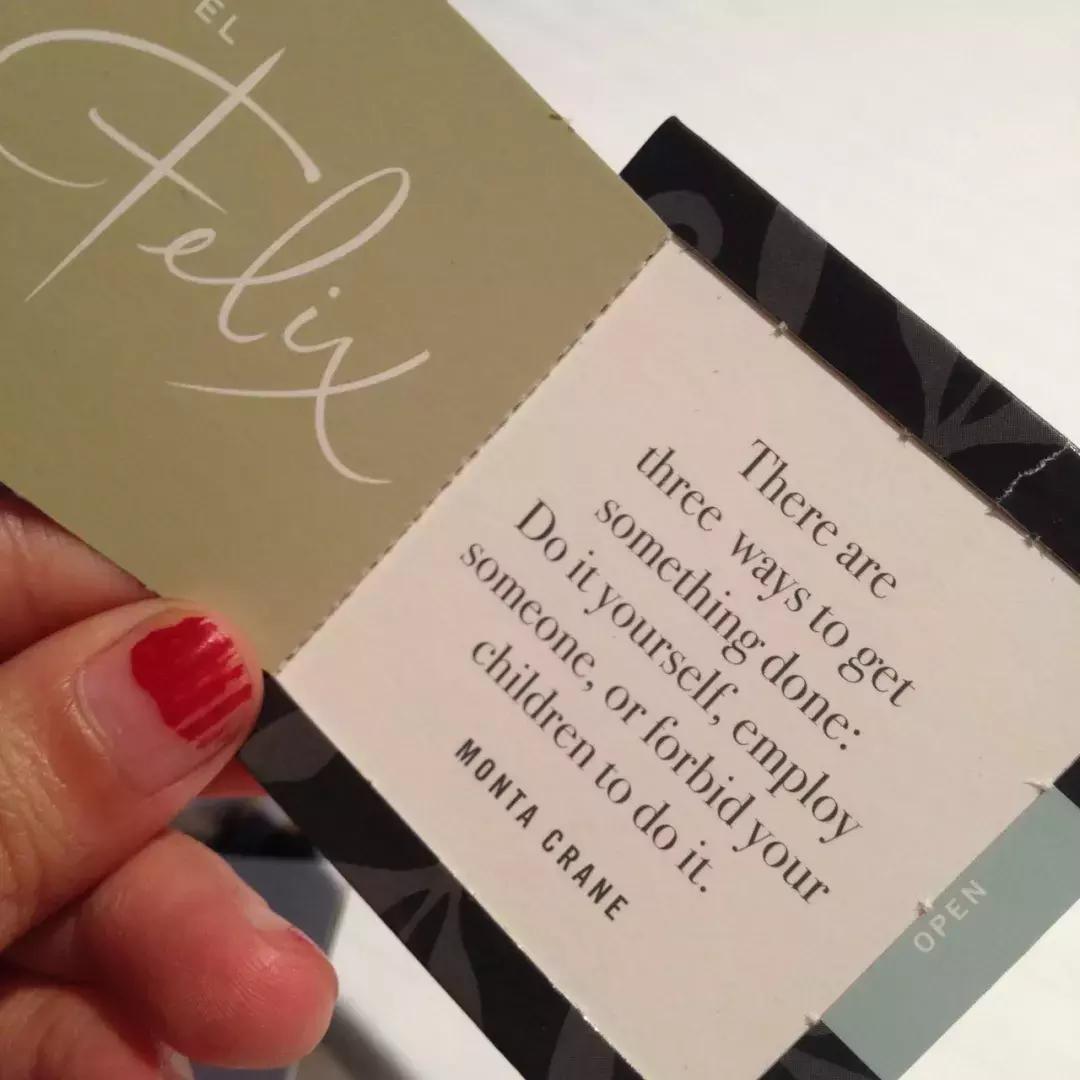 EL
Felix
There are
three ways to get
something done:
Do it yourself, employ
someone, or forbid your
children to do it.
MONTA CRANE
OPEN